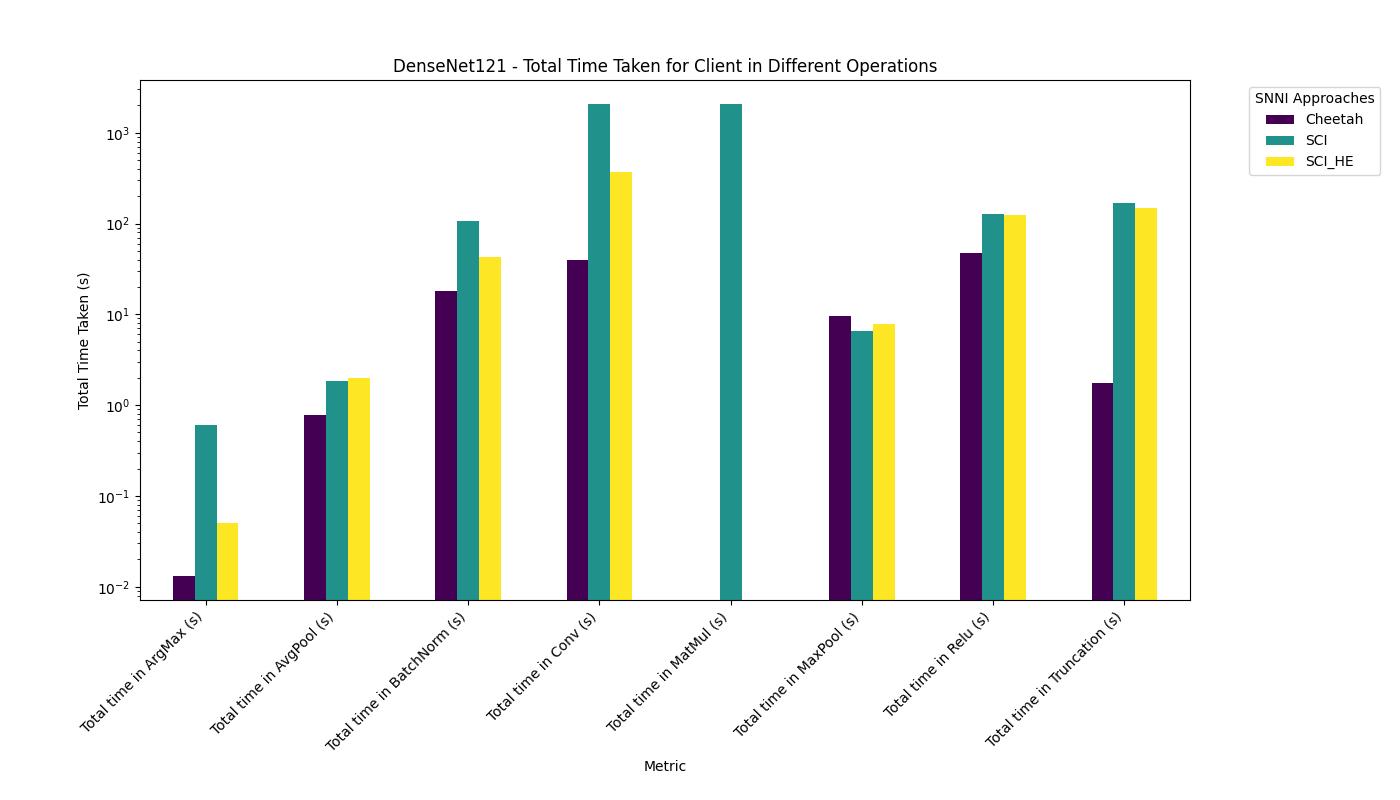 DenseNet121 - Total Time Taken for Client in Different Operations
SNNI Approaches
Cheetah
SCI
SCI_HE
Total Time Taken (s)
10³
10²
10¹
10⁰
10⁻¹
10⁻²
Total time in ArgMax (s)
Total time in AvgPool (s)
Total time in BatchNorm (s)
Total time in Conv (s)
Total time in MatMul (s)
Total time in MaxPool (s)
Total time in Relu (s)
Total time in Truncation (s)
Metric